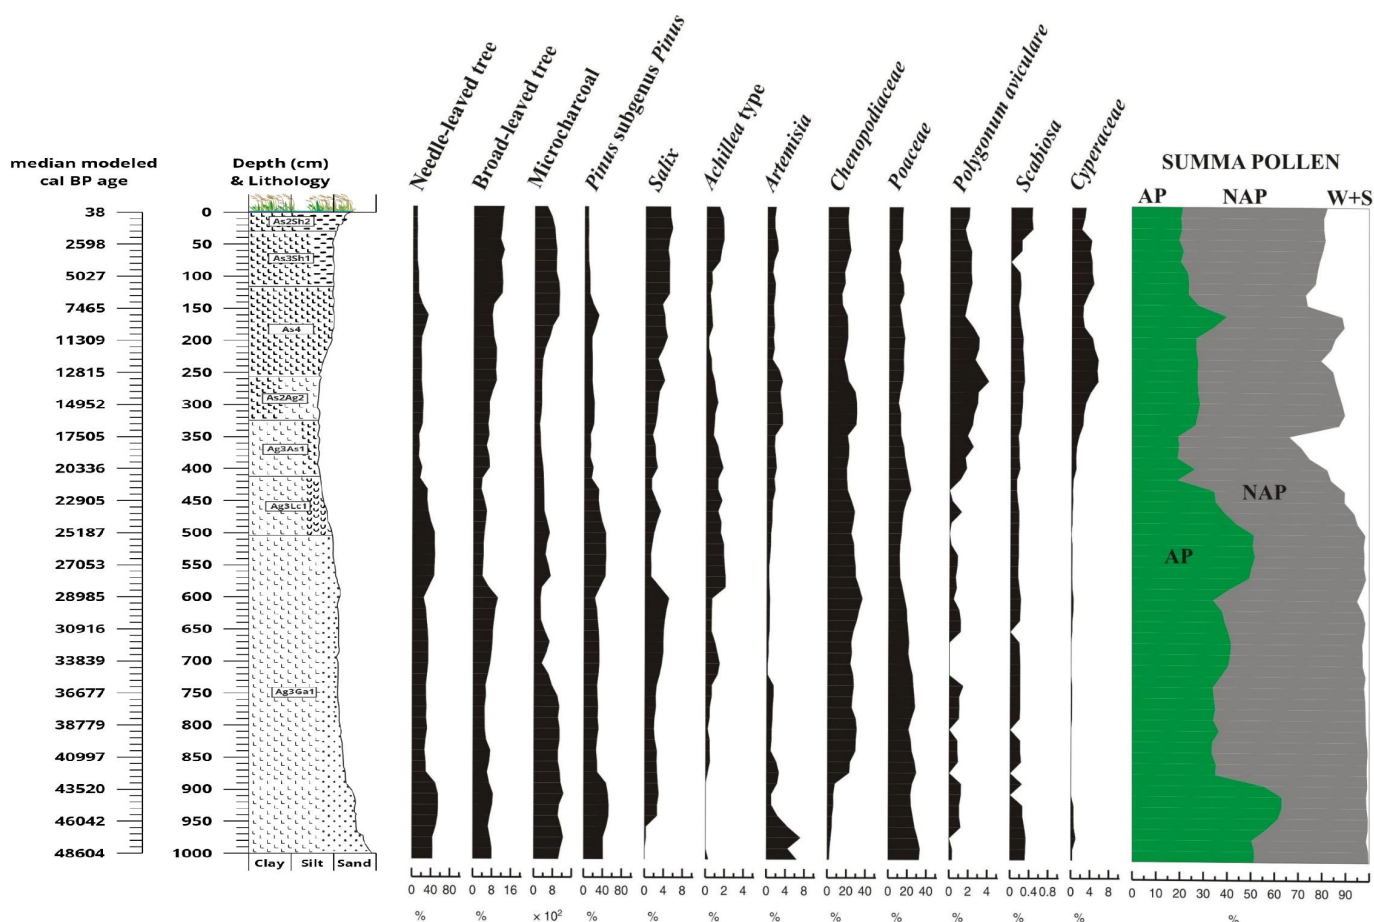 Needle-leaved tree
Broad-leaved tree
Microcharcoal
Pinus subgenus Pinus
Salix
Achillea type
Artemisia
Chenopodiaceae
Poaceae
Polygonum aviculare
Scabiosa
Cyperaceae
median modeled
cal BP age
Depth (cm)
& Lithology
SUMMA POLLEN
AP NAP W+S
38 0
2598 50
5027 100
7465 150
11309 200
12815 250
14952 300
17505 350
20336 400
22905 450
25187 500
27053 550
28985 600
30916 650
33839 700
36677 750
38779 800
40997 850
43520 900
46042 950
48604 1000
As2Sh2
As3Sh1
As4
As2Ag2
Ag3As1
Ag3Lc1
Ag3Ga1
NAP
AP
Clay Silt Sand
0 40 80 0 8 16 0 8 0 40 80 0 4 8 0 2 4 0 4 8 0 20 40 0 20 40 0 2 4 0 0.4 0.8 0 4 8 0 10 20 30 40 50 60 70 80 90
% % × 10² % % % % % % % % % %